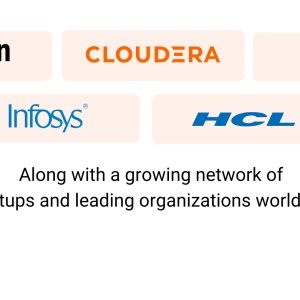 n
CLOUDERA
Infosys®
HCL
Along with a growing network of
tups and leading organizations world